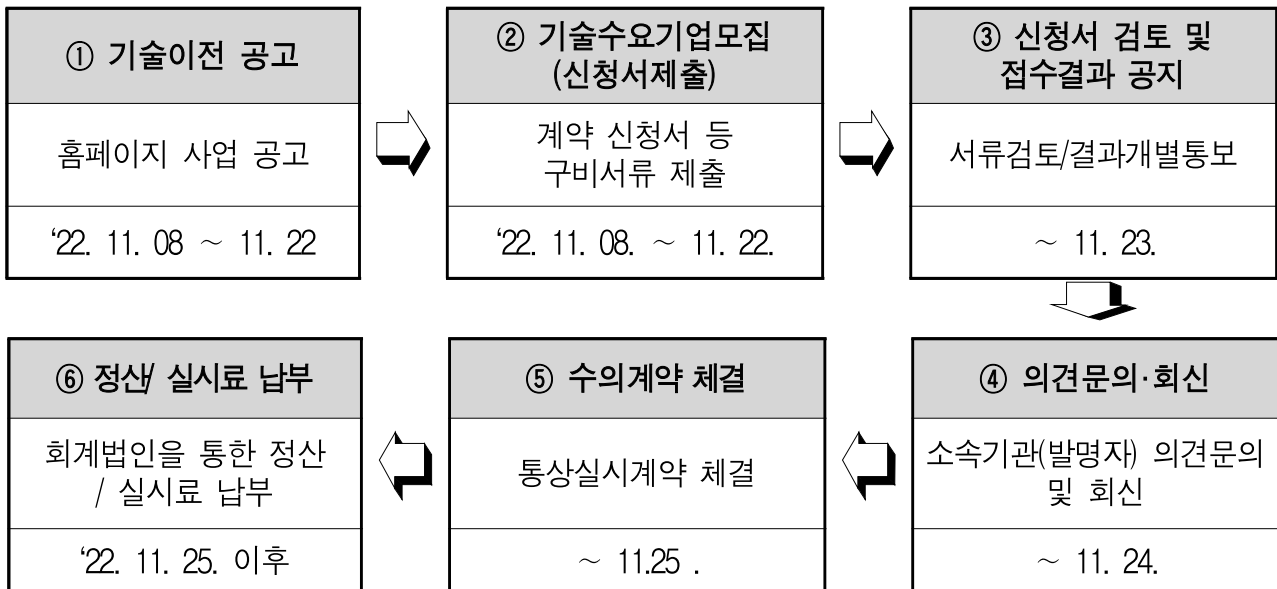 ① 기술이전 공고
홈페이지 사업 공고
‘22. 11. 08 ~ 11. 22
② 기술수요기업모집
(신청서제출)
계약 신청서 등
구비서류 제출
‘22. 11. 08. ~ 11. 22.
③ 신청서 검토 및
접수결과 공지
서류검토/결과개별통보
~ 11. 23.
④ 의견문의·회신
소속기관(발명자) 의견문의
및 회신
~ 11. 24.
⑤ 수의계약 체결
통상실시계약 체결
~ 11.25 .
⑥ 정산/ 실시료 납부
회계법인을 통한 정산
/ 실시료 납부
‘22. 11. 25. 이후